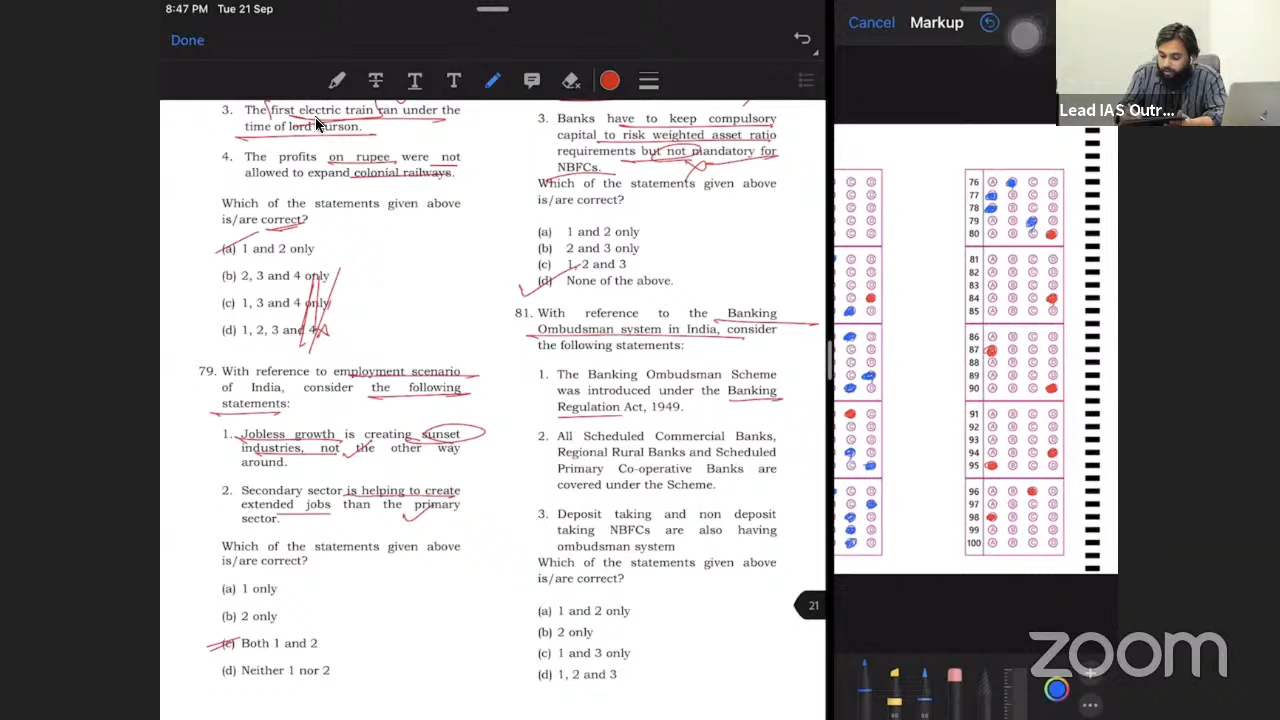 8:47 PM Tue 21 Sep
Done
3. The first electric train ran under the
time of lord curson.
4. The profits on rupee were not
allowed to expand colonial railways.
Which of the statements given above
is/are correct?
(a) 1 and 2 only
(b) 2, 3 and 4 only
(c) 1, 3 and 4 only
(d) 1, 2, 3 and 4
79. With reference to employment scenario
of India, consider the following
statements:
1. Jobless growth is creating sunset
industries, not the other way
around.
2. Secondary sector is helping to create
extended jobs than the primary
sector.
Which of the statements given above
is/are correct?
(a) 1 only
(b) 2 only
(c) Both 1 and 2
(d) Neither 1 nor 2
3. Banks have to keep compulsory
capital to risk weighted asset ratio
requirements but not mandatory for
NBFCs.
Which of the statements given above
is/are correct?
(a) 1 and 2 only
(b) 2 and 3 only
(c) 1, 2 and 3
(d) None of the above.
81. With reference to the Banking
Ombudsman system in India, consider
the following statements:
1. The Banking Ombudsman Scheme
was introduced under the Banking
Regulation Act, 1949.
2. All Scheduled Commercial Banks,
Regional Rural Banks and Scheduled
Primary Co-operative Banks are
covered under the Scheme.
3. Deposit taking and non deposit
taking NBFCs are also having
ombudsman system
Which of the statements given above
is/are correct?
(a) 1 and 2 only
(b) 2 only
(c) 1 and 3 only
(d) 1, 2 and 3
21
Cancel Markup
Lead IAS Outr...
76
77
78
79
80
81
82
83
84
85
86
87
88
89
90
91
92
93
94
95
96
97
98
99
100
zoom